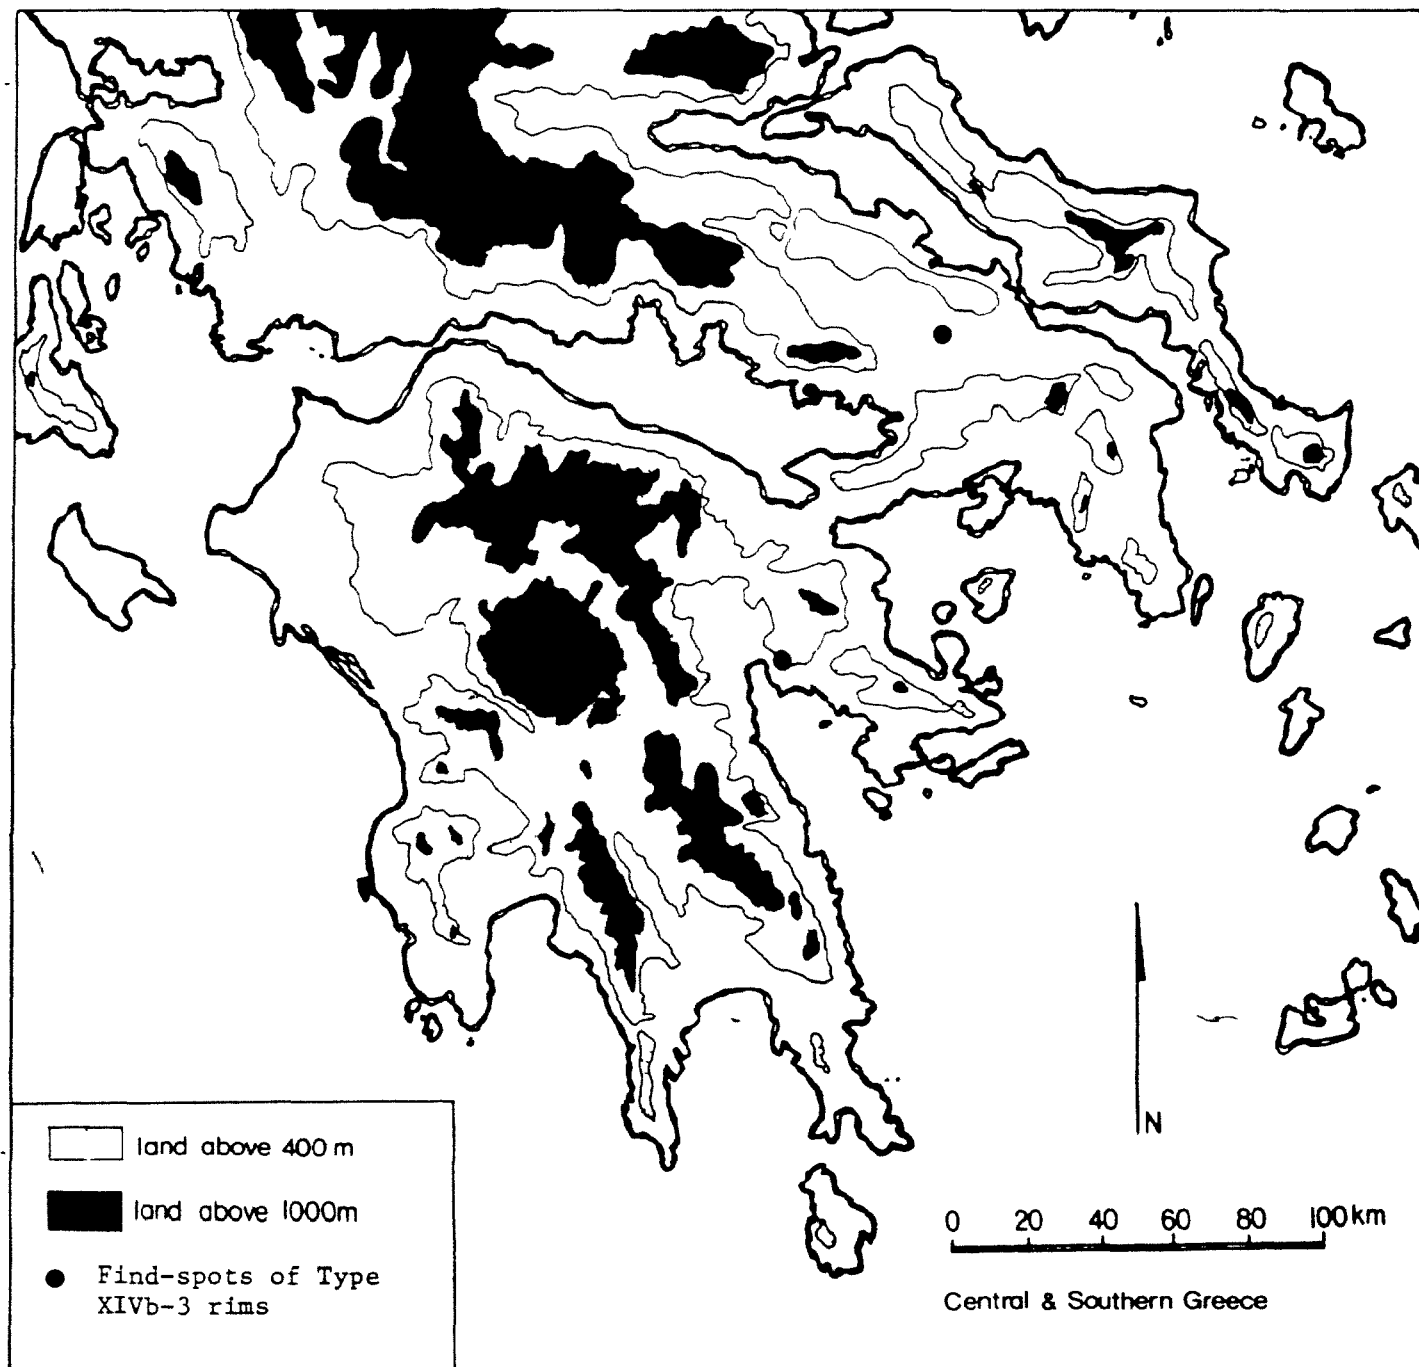 land above 400 m
land above 1000m
Find-spots of Type
XIVb-3 rims
N
0 20 40 60 80 100km
Central & Southern Greece